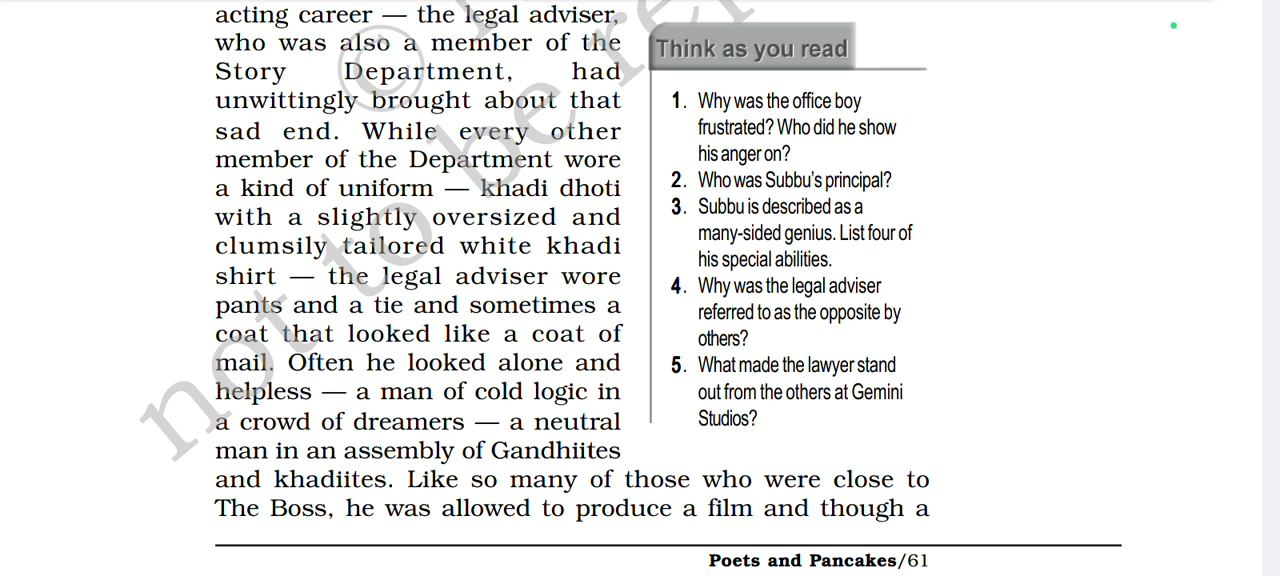 acting career — the legal adviser,
who was also a member of the
Story Department, had
unwittingly brought about that
sad end. While every other
member of the Department wore
a kind of uniform — khadi dhoti
with a slightly oversized and
clumsily tailored white khadi
shirt — the legal adviser wore
pants and a tie and sometimes a
coat that looked like a coat of
mail. Often he looked alone and
helpless — a man of cold logic in
a crowd of dreamers — a neutral
man in an assembly of Gandhiites
and khadiites. Like so many of those who were close to
The Boss, he was allowed to produce a film and though a
Think as you read
1. Why was the office boy
frustrated? Who did he show
his anger on?
2. Who was Subbu's principal?
3. Subbu is described as a
many-sided genius. List four of
his special abilities.
4. Why was the legal adviser
referred to as the opposite by
others?
5. What made the lawyer stand
out from the others at Gemini
Studios?
Poets and Pancakes/61
not to be re
©